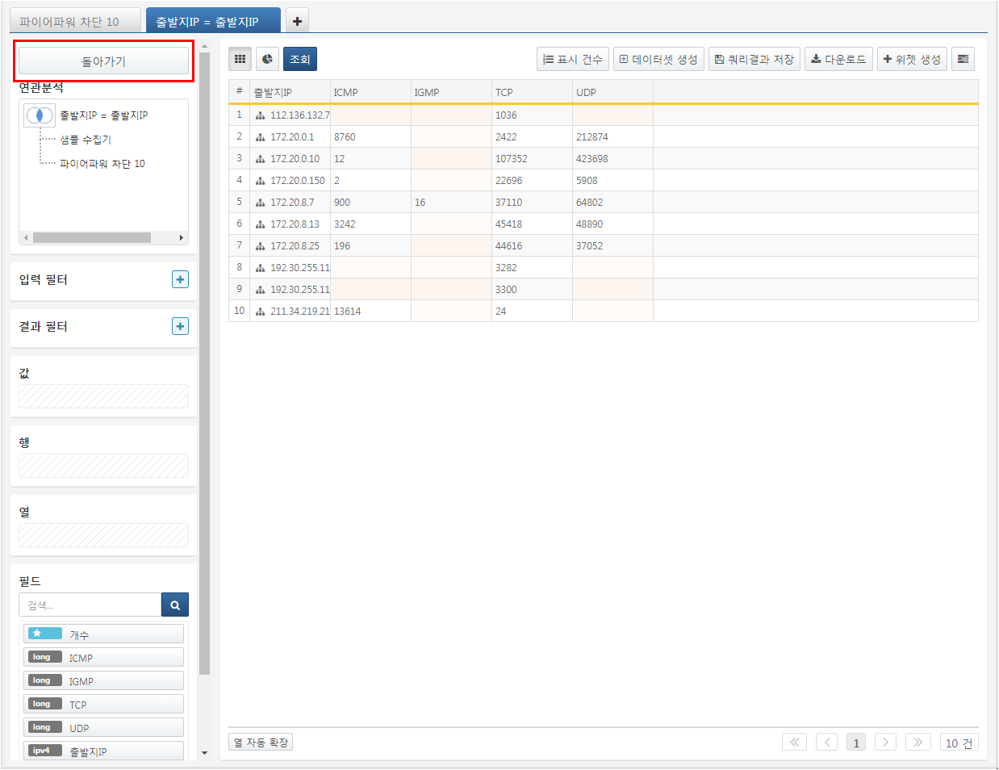 파이어파워 차단 10
출발지IP = 출발지IP
돌아가기
연관분석
출발지IP = 출발지IP
샘플 수집기
파이어파워 차단 10
입력 필터
결과 필터
값
행
열
필드
검색...
개수
long ICMP
long IGMP
long TCP
long UDP
ipv4 출발지IP
조회 표시 건수 데이터셋 생성 쿼리결과 저장 다운로드 위젯 생성
# 출발지IP ICMP IGMP TCP UDP
1 112.136.132.7 1036
2 172.20.0.1 8760 2422 212874
3 172.20.0.10 12 107352 423698
4 172.20.0.150 2 22696 5908
5 172.20.8.7 900 16 37110 64802
6 172.20.8.13 3242 45418 48890
7 172.20.8.25 196 44616 37052
8 192.30.255.11 3282
9 192.30.255.11 3300
10 211.34.219.21 13614 24
열 자동 확장
1
10 건